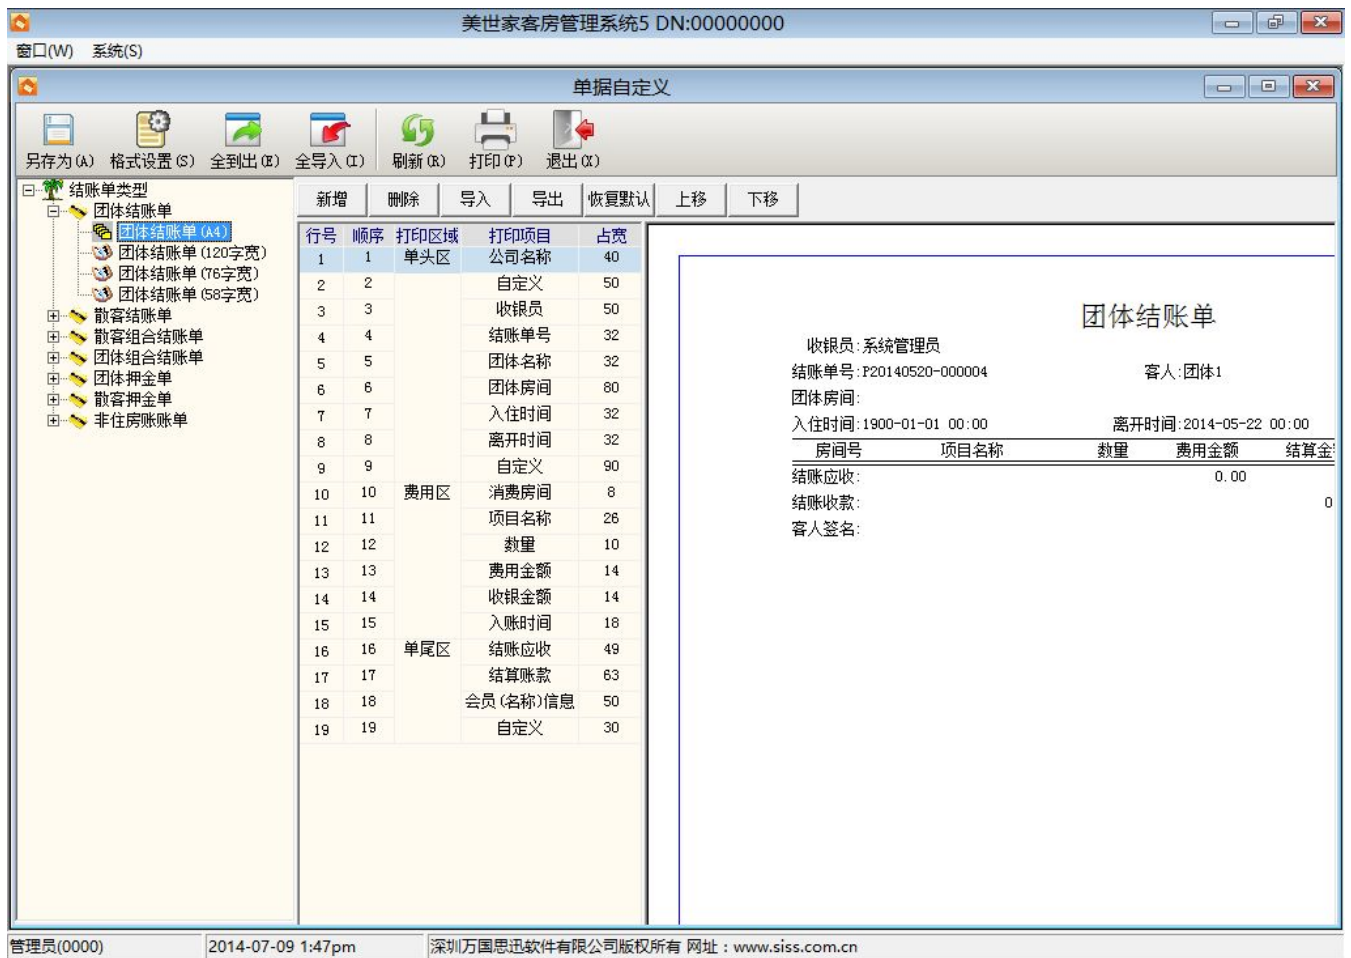 美世家客房管理系统5 DN:00000000
窗口(W) 系统(S)
单据自定义
另存为(A) 格式设置(S) 全到出(E) 全导入(I) 刷新(R) 打印(P) 退出(X)
结账单类型
团体结账单
团体结账单(A4)
团体结账单(120字宽)
团体结账单(76字宽)
团体结账单(58字宽)
散客结账单
散客组合结账单
团体组合结账单
团体押金单
散客押金单
非住房账账单
新增 删除 导入 导出 恢复默认 上移 下移
行号 顺序 打印区域 打印项目 占宽
1 1 单头区 公司名称 40
2 2 自定义 50
3 3 收银员 50
4 4 结账单号 32
5 5 团体名称 32
6 6 团体房间 80
7 7 入住时间 32
8 8 离开时间 32
9 9 自定义 90
10 10 费用区 消费房间 8
11 11 项目名称 26
12 12 数量 10
13 13 费用金额 14
14 14 收银金额 14
15 15 入账时间 18
16 16 单尾区 结账应收 49
17 17 结算账款 63
18 18 会员(名称)信息 50
19 19 自定义 30
团体结账单
收银员:系统管理员
结账单号:P20140520-000004 客人:团体1
团体房间:
入住时间:1900-01-01 00:00 离开时间:2014-05-22 00:00
房间号 项目名称 数量 费用金额 结算金
结账应收: 0.00
结账收款: 0
客人签名:
管理员(0000) 2014-07-09 1:47pm 深圳万国思迅软件有限公司版权所有 网址：www.siss.com.cn